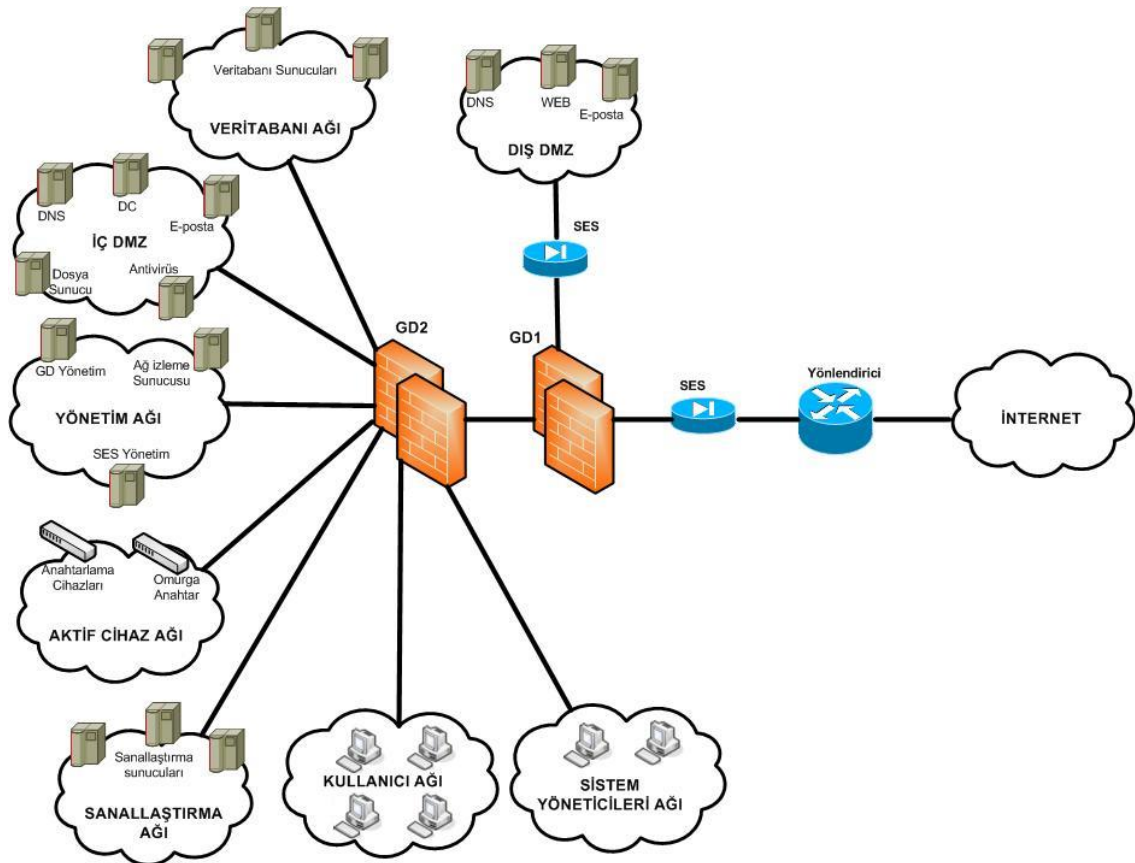 Veritabanı Sunucuları
VERİTABANI AĞI
DNS
WEB
E-posta
DIŞ DMZ
SES
DNS
DC
E-posta
İÇ DMZ
Dosya
Sunucu
Antivirüs
GD Yönetim
Ağ izleme
Sunucusu
YÖNETİM AĞI
SES Yönetim
GD2
GD1
SES
Yönlendirici
İNTERNET
Anahtarlama
Cihazları
Omurga
Anahtar
AKTİF CİHAZ AĞI
Sanallaştırma
sunucuları
SANALLAŞTIRMA
AĞI
KULLANICI AĞI
SİSTEM
YÖNETİCİLERİ AĞI